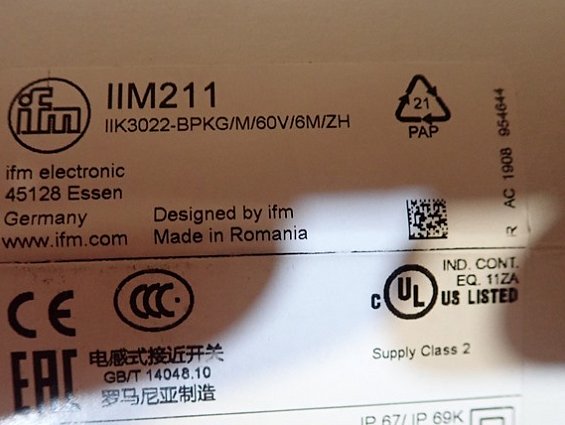 ifm
IIM211
IIK3022-BPKG/M/60V/6M/ZH
21
PAP
ifm electronic
45128 Essen
Germany
www.ifm.com
Designed by ifm
Made in Romania
R AC 1908 954644
CE
CCC
EAC
电感式接近开关
GB/T 14048.10
罗马尼亚制造
IND. CONT.
EQ. 11ZA
C UL US LISTED
Supply Class 2
IP 67/ IP 69K